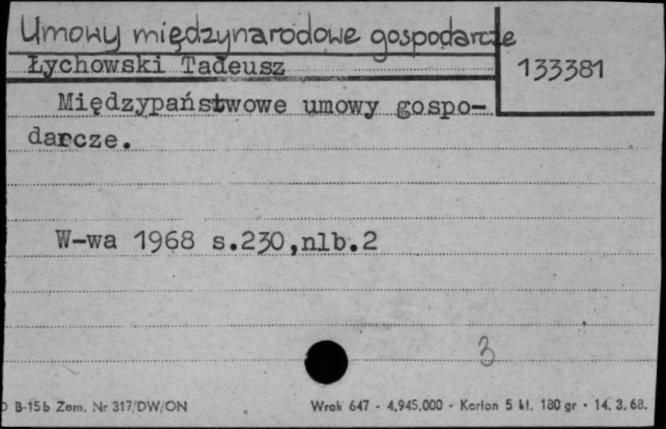 Umowy międzynarodowe gospodarcze
Łychowski Tadeusz
133381
Międzypaństwowe umowy gospo-
darcze.
W-wa 1968 s.230,nlb.2
3
B-15b Zam. Nr 317/DW/ON
Wrak 647 - 4.945.000 - Karton 5 kl. 180 gr - 14. 3. 68.